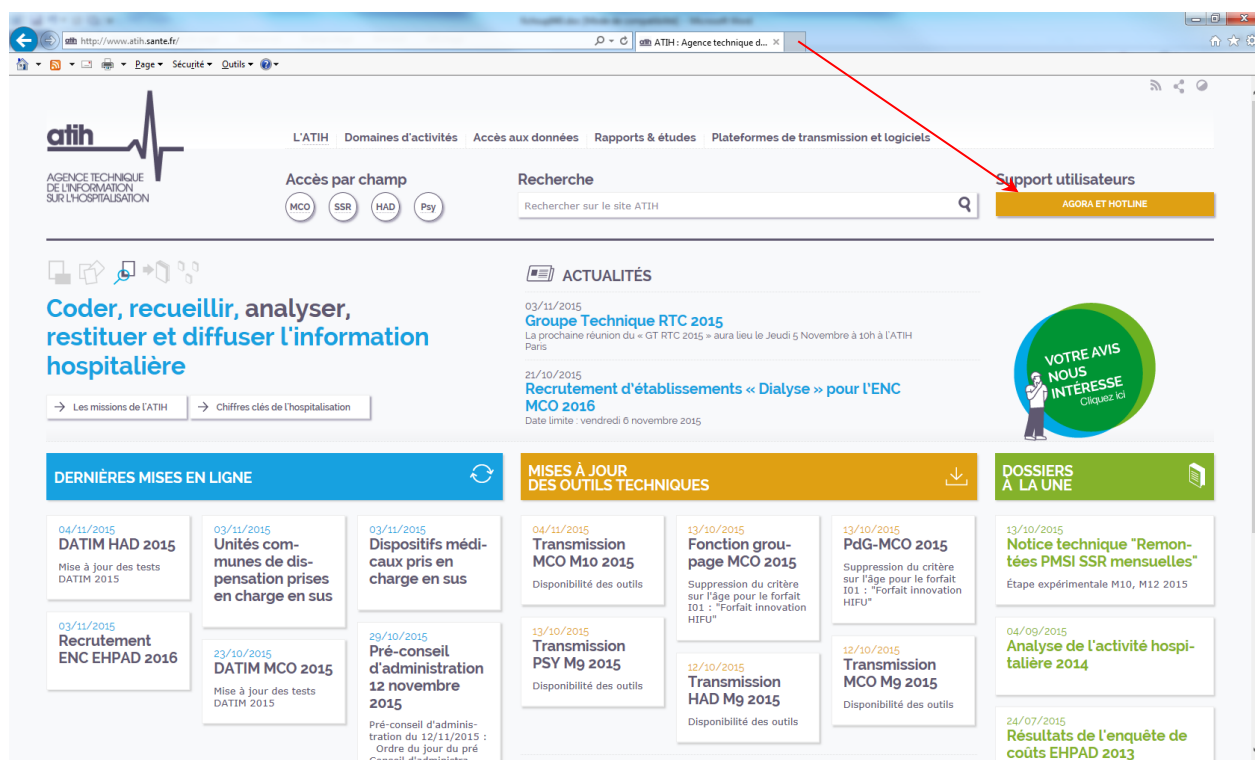 http://www.atih.sante.fr/
ATIH : Agence technique d...
Page Sécurité Outils
atih
AGENCE TECHNIQUE
DE L'INFORMATION
SUR L'HOSPITALISATION
L'ATIH Domaines d'activités Accès aux données Rapports & études Plateformes de transmission et logiciels
Accès par champ
MCO SSR HAD Psy
Recherche
Rechercher sur le site ATIH
Support utilisateurs
AGORA ET HOTLINE
Coder, recueillir, analyser,
restituer et diffuser l'information
hospitalière
Les missions de l'ATIH
Chiffres clés de l'hospitalisation
ACTUALITÉS
03/11/2015
Groupe Technique RTC 2015
La prochaine réunion du « GT RTC 2015 » aura lieu le Jeudi 5 Novembre à 10h à l'ATIH
Paris
21/10/2015
Recrutement d'établissements « Dialyse » pour l'ENC
MCO 2016
Date limite : vendredi 6 novembre 2015
VOTRE AVIS
NOUS
INTÉRESSE
Cliquez ici
DERNIÈRES MISES EN LIGNE
04/11/2015
DATIM HAD 2015
Mise à jour des tests
DATIM 2015
03/11/2015
Recrutement
ENC EHPAD 2016
03/11/2015
Unités com-
munes de dis-
pensation prises
en charge en sus
23/10/2015
DATIM MCO 2015
Mise à jour des tests
DATIM 2015
03/11/2015
Dispositifs médi-
caux pris en
charge en sus
29/10/2015
Pré-conseil
d'administration
12 novembre
2015
Pré-conseil d'adminis-
tration du 12/11/2015 :
Ordre du jour du pré
MISES À JOUR
DES OUTILS TECHNIQUES
04/11/2015
Transmission
MCO M10 2015
Disponibilité des outils
13/10/2015
Transmission
PSY M9 2015
Disponibilité des outils
13/10/2015
Fonction grou-
page MCO 2015
Suppression du critère
sur l'âge pour le forfait
I01 : "Forfait innovation
HIFU"
12/10/2015
Transmission
HAD M9 2015
Disponibilité des outils
13/10/2015
PdG-MCO 2015
Suppression du critère
sur l'âge pour le forfait
I01 : "Forfait innovation
HIFU"
12/10/2015
Transmission
MCO M9 2015
Disponibilité des outils
DOSSIERS
À LA UNE
13/10/2015
Notice technique "Remon-
tées PMSI SSR mensuelles"
Étape expérimentale M10, M12 2015
04/09/2015
Analyse de l'activité hospi-
talière 2014
24/07/2015
Résultats de l'enquête de
coûts EHPAD 2013